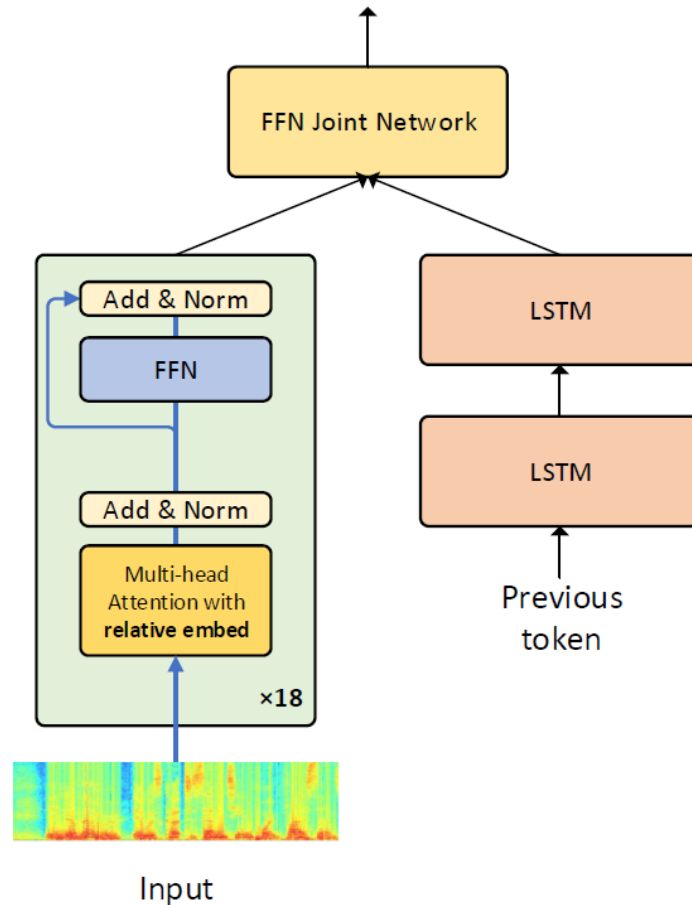 FFN Joint Network
Add & Norm
FFN
Add & Norm
Multi-head
Attention with
relative embed
×18
Input
LSTM
LSTM
Previous
token